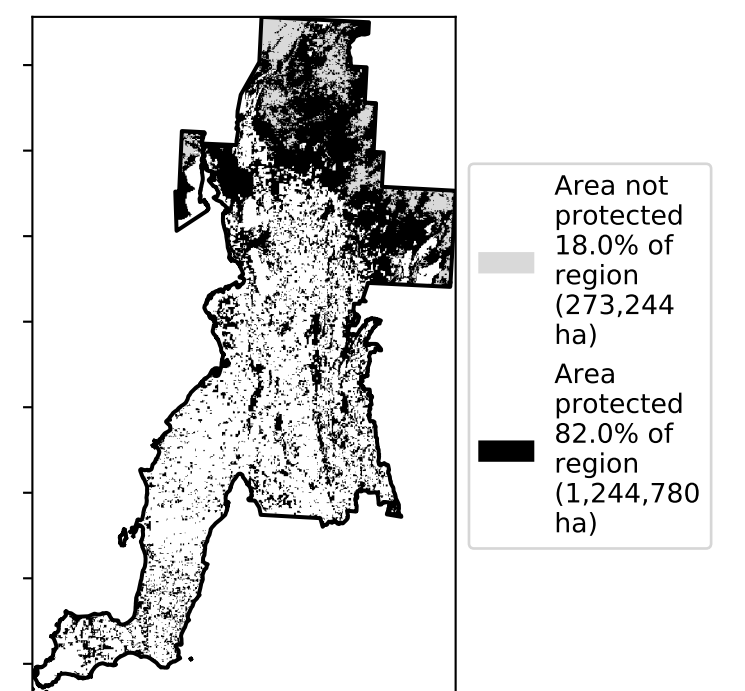 Area not
protected
18.0% of
region
(273,244
ha)
Area
protected
82.0% of
region
(1,244,780
ha)